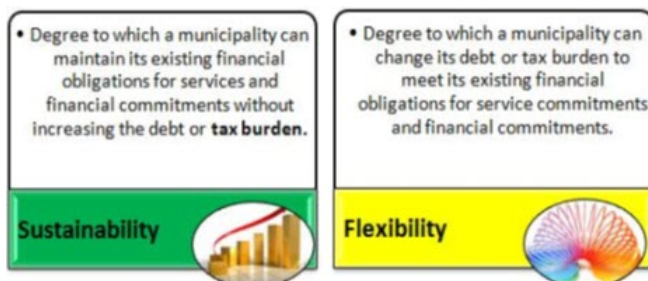 • Degree to which a municipality can
maintain its existing financial
obligations for services and
financial commitments without
increasing the debt or tax burden.
Sustainability
• Degree to which a municipality can
change its debt or tax burden to
meet its existing financial
obligations for service commitments
and financial commitments.
Flexibility